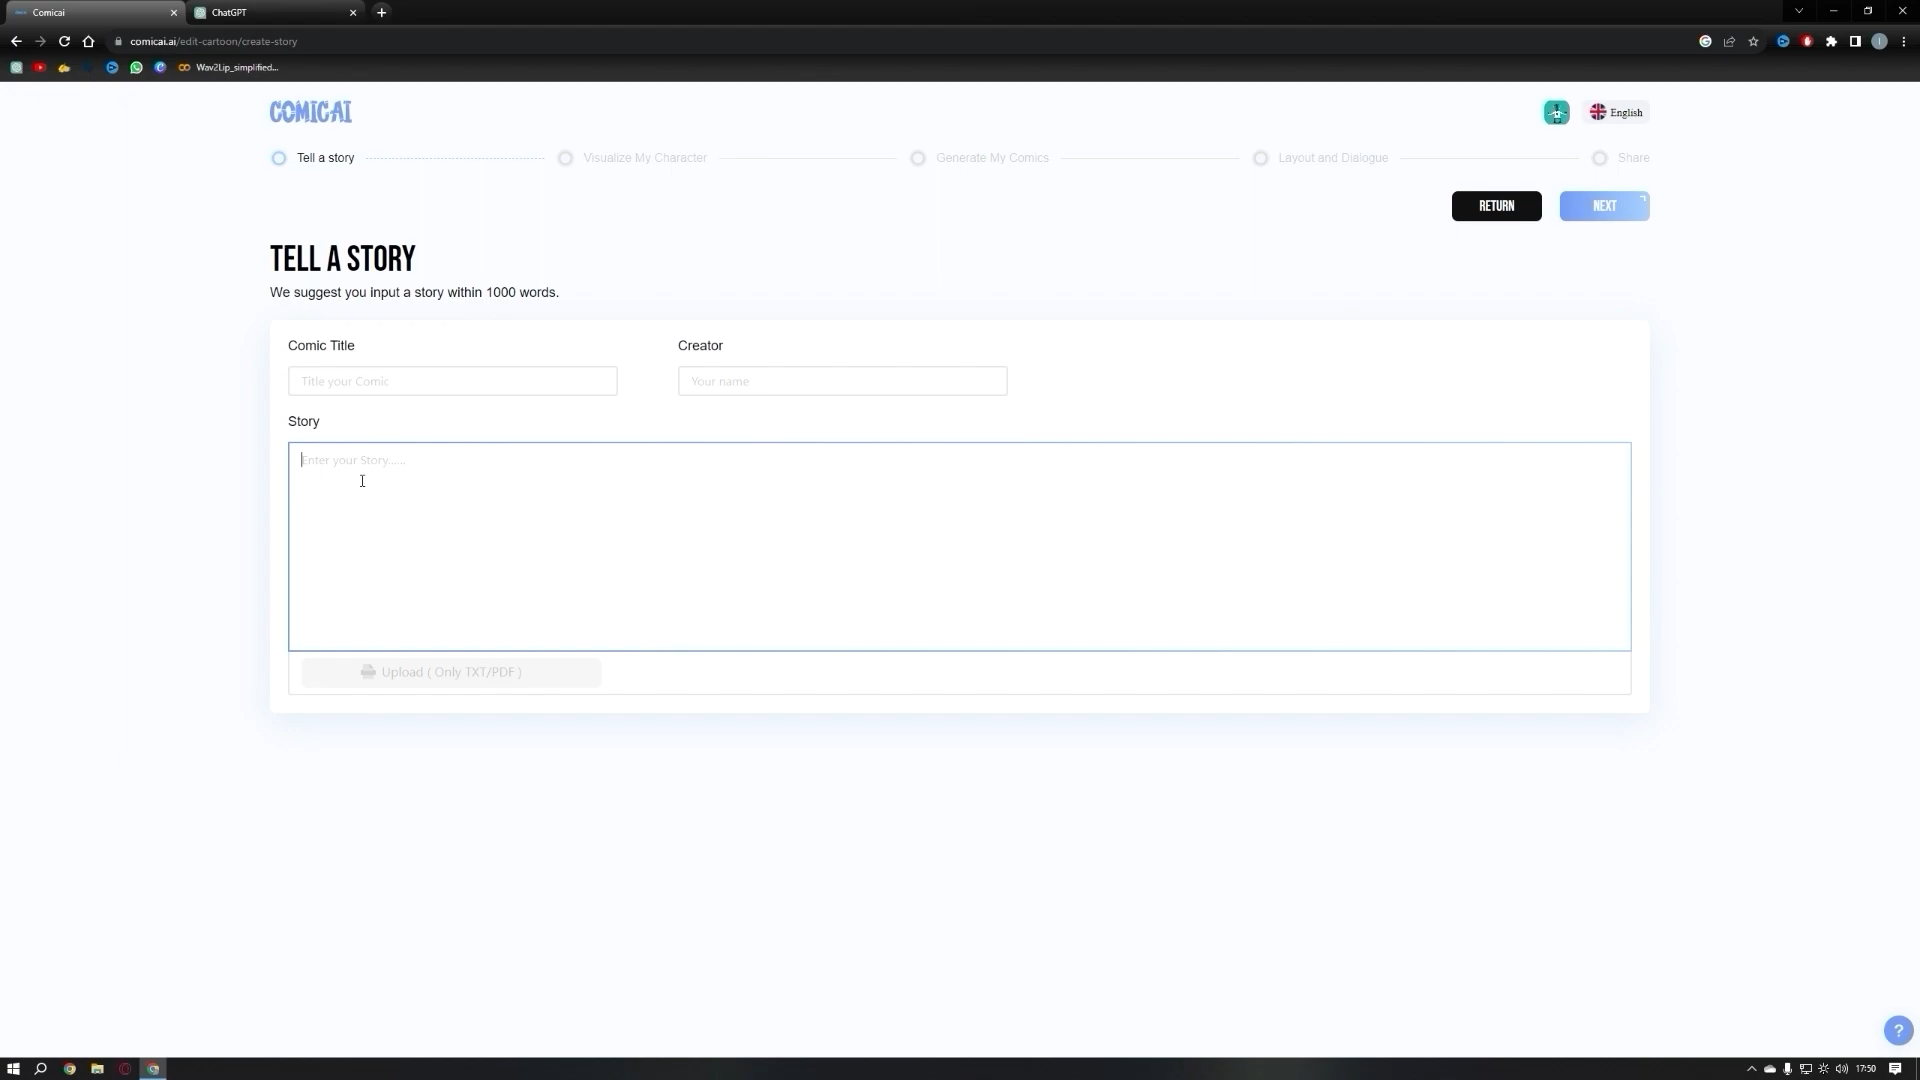 Comicai
ChatGPT
comicai.ai/edit-cartoon/create-story
Wav2Lip_simplified...
COMICAI
English
Tell a story
Visualize My Character
Generate My Comics
Layout and Dialogue
Share
RETURN
NEXT
TELL A STORY
We suggest you input a story within 1000 words.
Comic Title
Creator
Title your Comic
Your name
Story
Enter your Story......
Upload ( Only TXT/PDF )
?
17:50